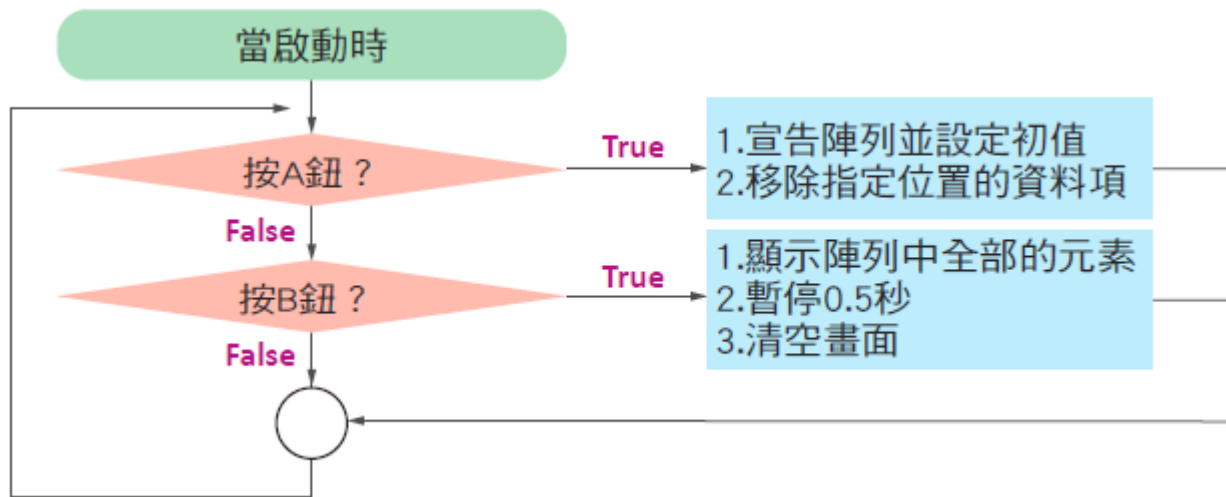 當啟動時
按A鈕？
True
1.宣告陣列並設定初值
2.移除指定位置的資料項
False
按B鈕？
True
1.顯示陣列中全部的元素
2.暫停0.5秒
3.清空畫面
False